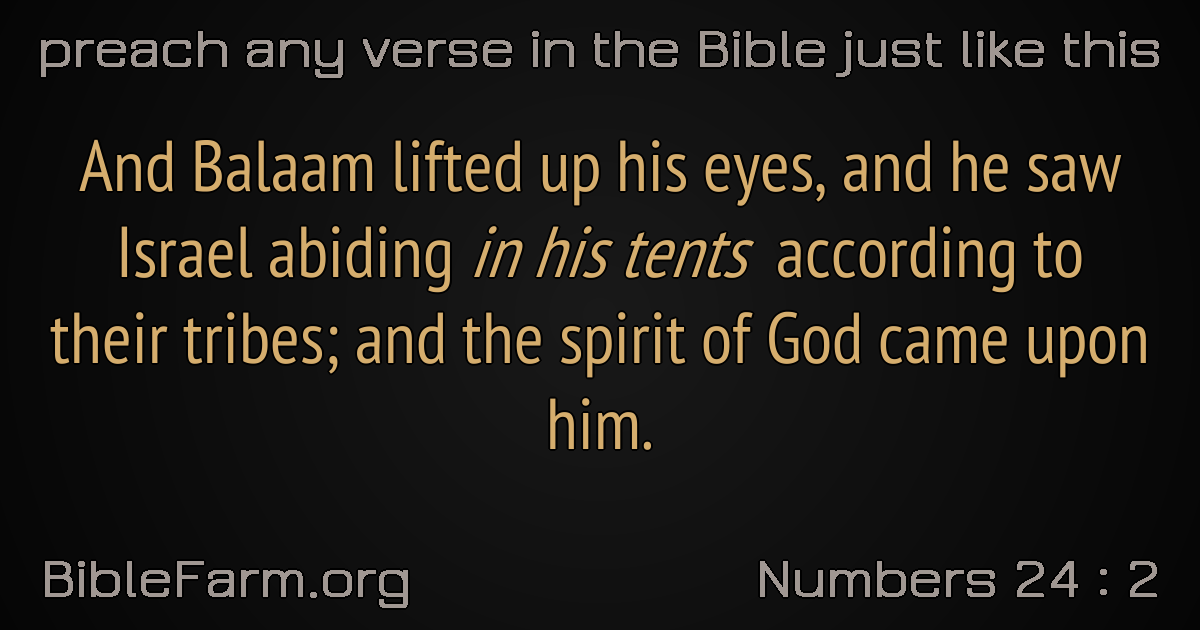 preach any verse in the Bible just like this
And Balaam lifted up his eyes, and he saw
Israel abiding in his tents according to
their tribes; and the spirit of God came upon
him.
BibleFarm.org
Numbers 24 : 2